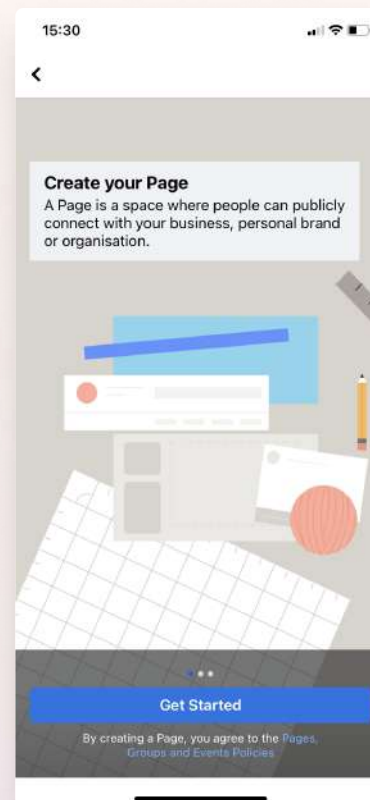 15:30
Create your Page
A Page is a space where people can publicly
connect with your business, personal brand
or organisation.
Get Started
By creating a Page, you agree to the Pages,
Groups and Events Policies